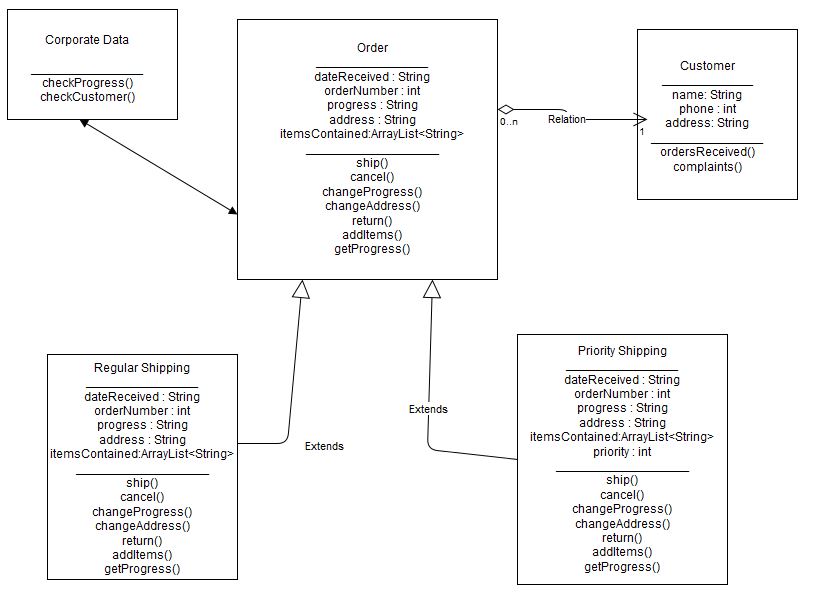 Corporate Data
checkProgress()
checkCustomer()
Order
dateReceived : String
orderNumber : int
progress : String
address : String
itemsContained:ArrayList<String>
ship()
cancel()
changeProgress()
changeAddress()
return()
addItems()
getProgress()
0..n
Relation
1
Customer
name: String
phone : int
address: String
ordersReceived()
complaints()
Regular Shipping
dateReceived : String
orderNumber : int
progress : String
address : String
itemsContained:ArrayList<String>
ship()
cancel()
changeProgress()
changeAddress()
return()
addItems()
getProgress()
Extends
Extends
Priority Shipping
dateReceived : String
orderNumber : int
progress : String
address : String
itemsContained:ArrayList<String>
priority : int
ship()
cancel()
changeProgress()
changeAddress()
return()
addItems()
getProgress()